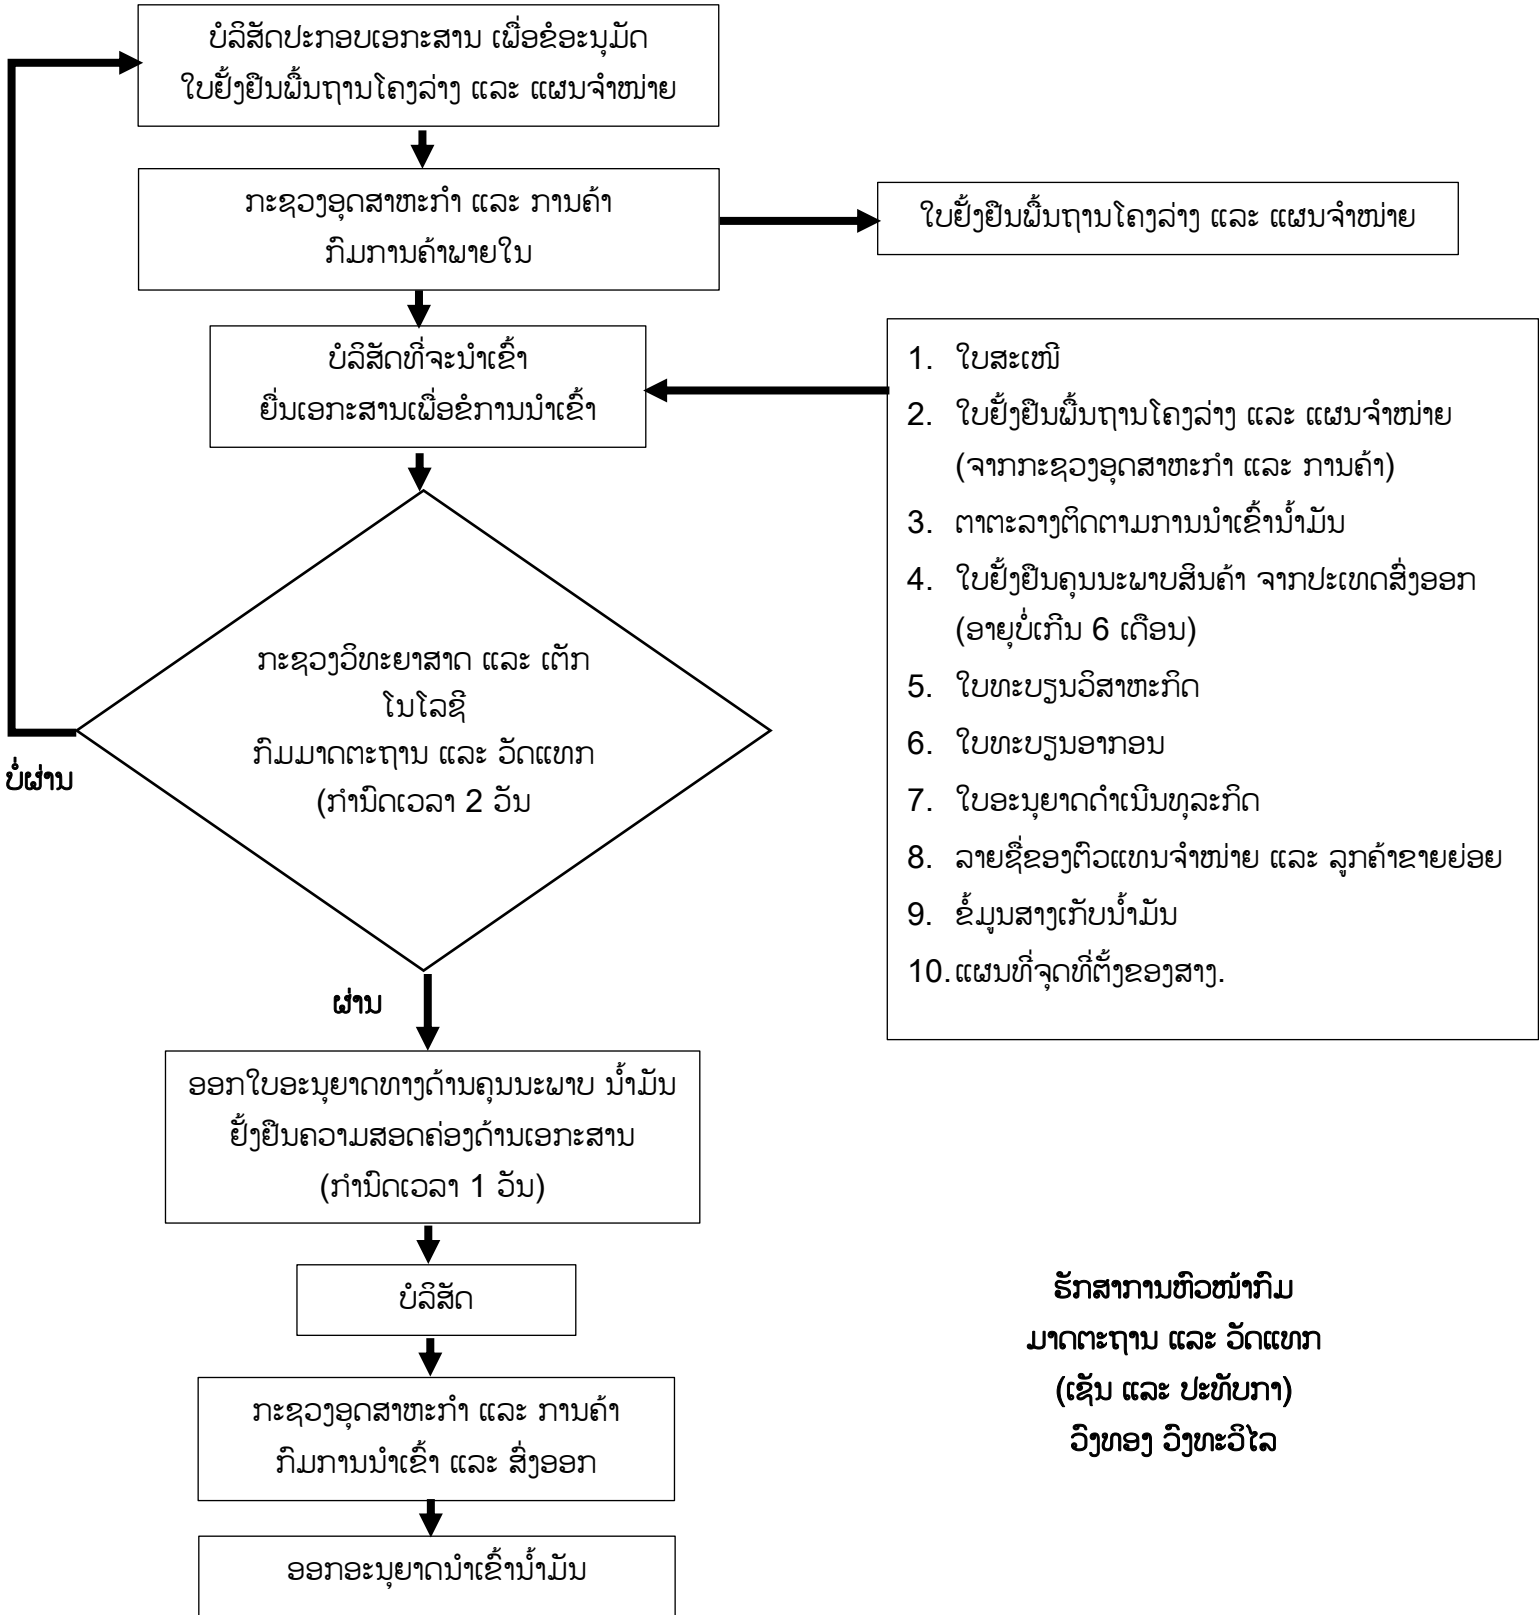 ບໍລິສັດປະກອບເອກະສານ ເພື່ອຂໍອະນຸມັດ
ໃບຢັ້ງຢືນພື້ນຖານໂຄງລ່າງ ແລະ ແຜນຈຳໜ່າຍ
ກະຊວງອຸດສາຫະກຳ ແລະ ການຄ້າ
ກົມການຄ້າພາຍໃນ
ໃບຢັ້ງຢືນພື້ນຖານໂຄງລ່າງ ແລະ ແຜນຈຳໜ່າຍ
ບໍລິສັດທີ່ຈະນຳເຂົ້າ
ຍື່ນເອກະສານເພື່ອຂໍການນຳເຂົ້າ
1. ໃບສະເໜີ
2. ໃບຢັ້ງຢືນພື້ນຖານໂຄງລ່າງ ແລະ ແຜນຈຳໜ່າຍ
(ຈາກກະຊວງອຸດສາຫະກຳ ແລະ ການຄ້າ)
3. ຕາຕະລາງຕິດຕາມການນຳເຂົ້ານ້ຳມັນ
4. ໃບຢັ້ງຢືນຄຸນນະພາບສິນຄ້າ ຈາກປະເທດສົ່ງອອກ
(ອາຍຸບໍ່ເກີນ 6 ເດືອນ)
5. ໃບທະບຽນວິສາຫະກິດ
6. ໃບທະບຽນອາກອນ
7. ໃບອະນຸຍາດດຳເນີນທຸລະກິດ
8. ລາຍຊື່ຂອງຕົວແທນຈຳໜ່າຍ ແລະ ລູກຄ້າຂາຍຍ່ອຍ
9. ຂໍ້ມູນສາງເກັບນ້ຳມັນ
10. ແຜນທີ່ຈຸດທີ່ຕັ້ງຂອງສາງ.
ກະຊວງວິທະຍາສາດ ແລະ ເຕັກ
ໂນໂລຊີ
ກົມມາດຕະຖານ ແລະ ວັດແທກ
(ກຳນົດເວລາ 2 ວັນ
ບໍ່ຜ່ານ
ຜ່ານ
ອອກໃບອະນຸຍາດທາງດ້ານຄຸນນະພາບ ນ້ຳມັນ
ຢັ້ງຢືນຄວາມສອດຄ່ອງດ້ານເອກະສານ
(ກຳນົດເວລາ 1 ວັນ)
ບໍລິສັດ
ກະຊວງອຸດສາຫະກຳ ແລະ ການຄ້າ
ກົມການນຳເຂົ້າ ແລະ ສົ່ງອອກ
ອອກອະນຸຍາດນຳເຂົ້ານ້ຳມັນ
ຮັກສາການຫົວໜ້າກົມ
ມາດຕະຖານ ແລະ ວັດແທກ
(ເຊັນ ແລະ ປະທັບກາ)
ວົງທອງ ວົງທະວິໄລ